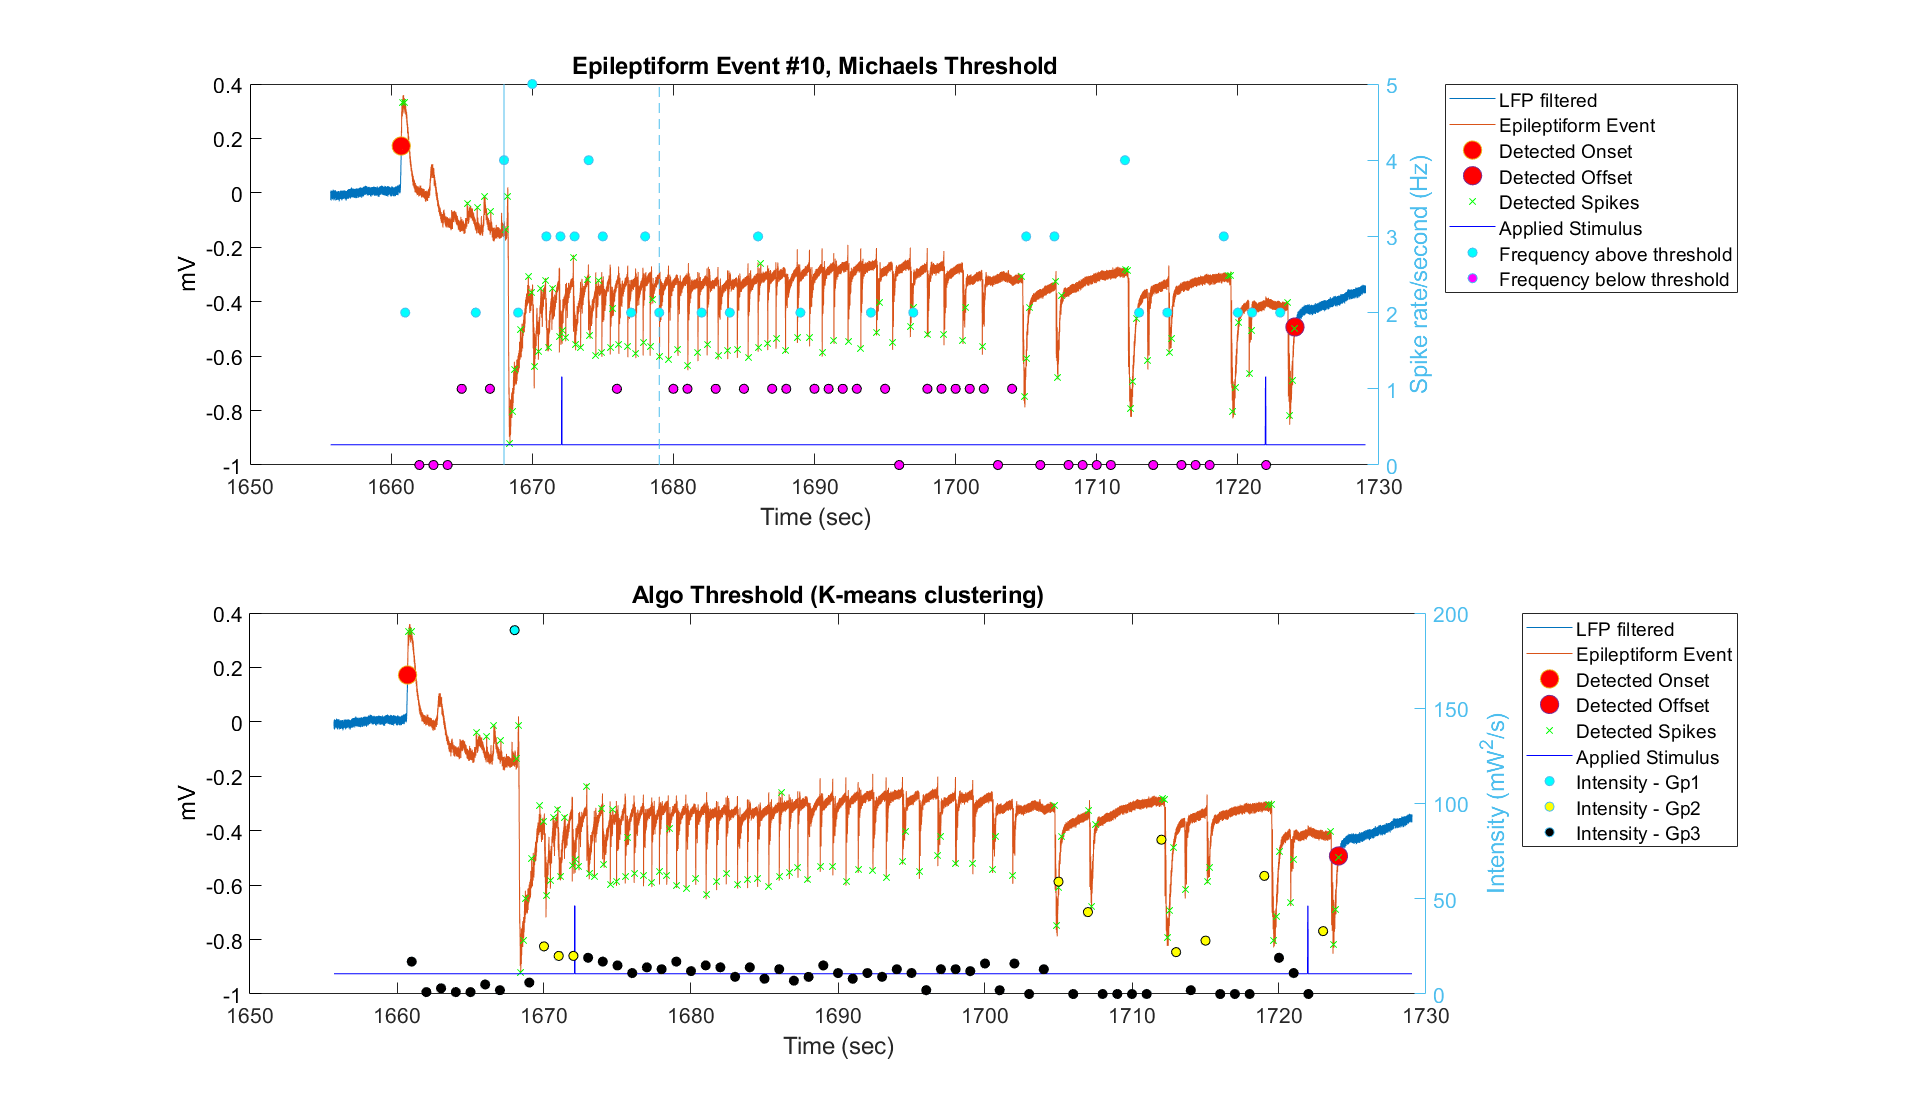 Epileptiform Event #10, Michaels Threshold
0.4
0.2
0
-0.2
-0.4
-0.6
-0.8
-1
mV
1650
1660
1670
1680
1690
1700
1710
1720
1730
Time (sec)
5
4
3
2
1
0
Spike rate/second (Hz)
LFP filtered
Epileptiform Event
Detected Onset
Detected Offset
Detected Spikes
Applied Stimulus
Frequency above threshold
Frequency below threshold
Algo Threshold (K-means clustering)
0.4
0.2
0
-0.2
-0.4
-0.6
-0.8
-1
mV
1650
1660
1670
1680
1690
1700
1710
1720
1730
Time (sec)
200
150
100
50
0
Intensity (mW²/s)
LFP filtered
Epileptiform Event
Detected Onset
Detected Offset
Detected Spikes
Applied Stimulus
Intensity - Gp1
Intensity - Gp2
Intensity - Gp3